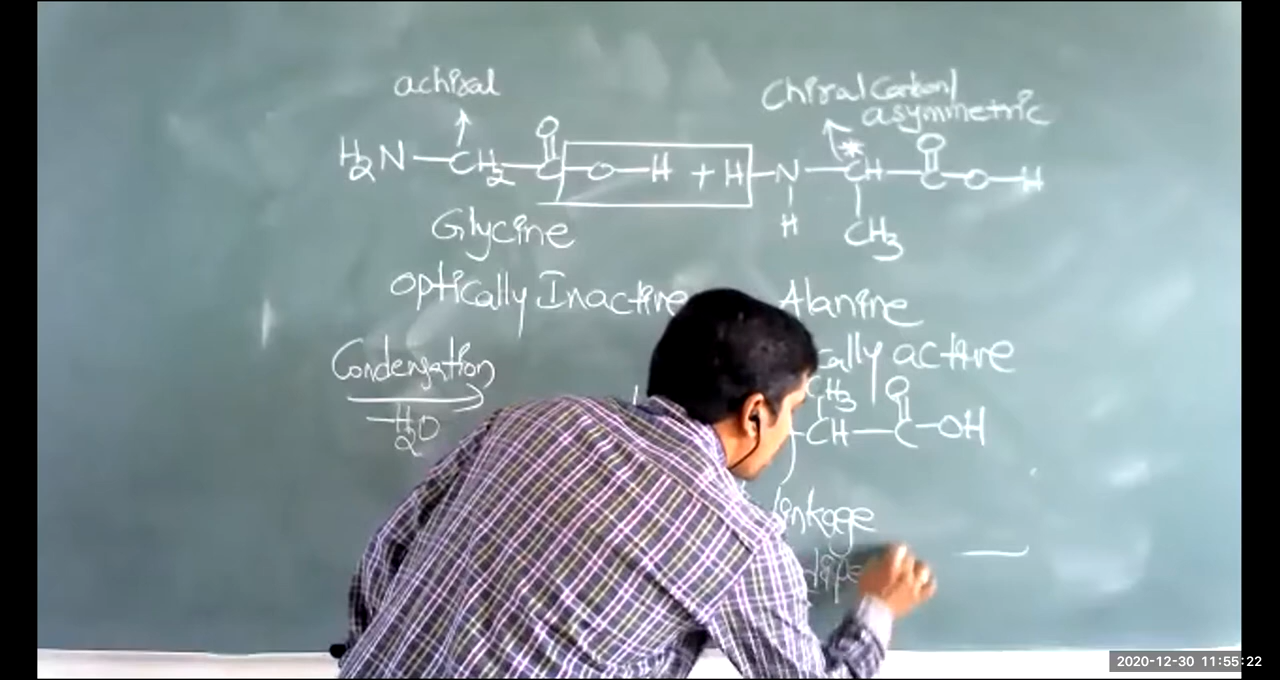 achiral
Chiral Carbon/
asymmetric
O
O
H2N — CH2 — C — O — H + H — N — *CH — C — O — H
H
CH3
Glycine
Optically Inactive
Alanine
ally active
Condensation
-H2O
CH3
O
CH — C — OH
linkage
dipe
2020-12-30 11:55:22